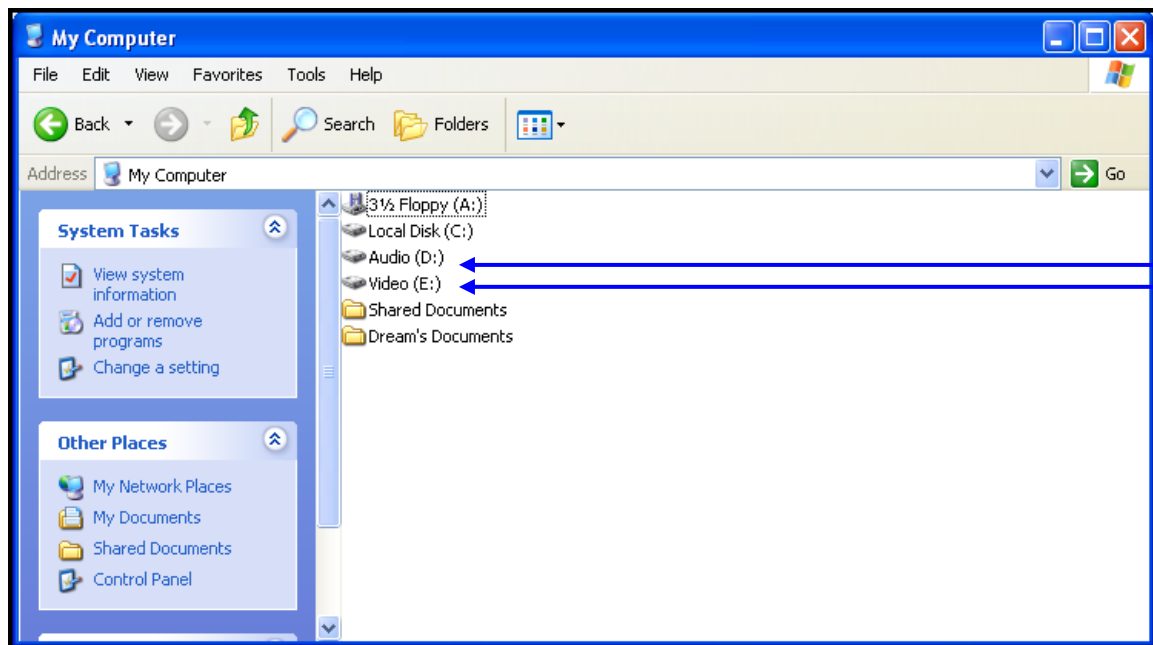 My Computer
File Edit View Favorites Tools Help
Back Search Folders
Address My Computer Go
System Tasks
View system
information
Add or remove
programs
Change a setting
Other Places
My Network Places
My Documents
Shared Documents
Control Panel
3½ Floppy (A:)
Local Disk (C:)
Audio (D:)
Video (E:)
Shared Documents
Dream's Documents